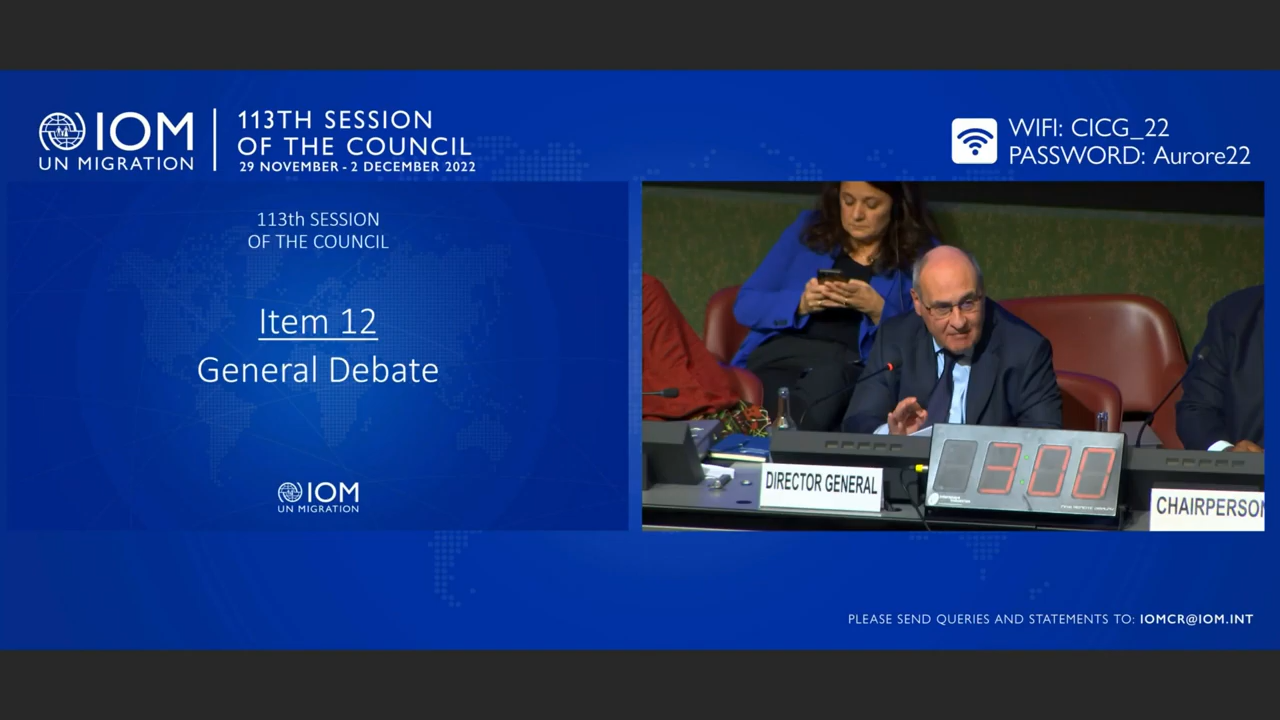 IOM
UN MIGRATION
113TH SESSION
OF THE COUNCIL
29 NOVEMBER - 2 DECEMBER 2022
WIFI: CICG_22
PASSWORD: Aurore22
113th SESSION
OF THE COUNCIL
Item 12
General Debate
IOM
UN MIGRATION
DIRECTOR GENERAL
3:00
CHAIRPERSON
PLEASE SEND QUERIES AND STATEMENTS TO: IOMCR@IOM.INT